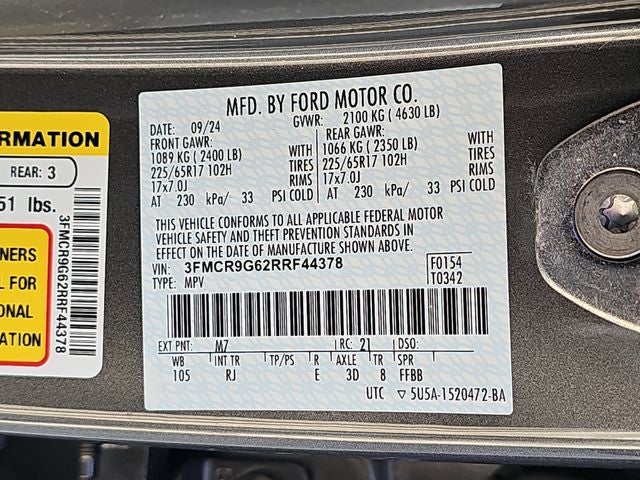 MFD. BY FORD MOTOR CO.
DATE: 09/24 GVWR: 2100 KG ( 4630 LB)
FRONT GAWR: REAR GAWR:
1089 KG ( 2400 LB) WITH 1066 KG ( 2350 LB) WITH
225/65R17 102H TIRES 225/65R17 102H TIRES
17x7.0J RIMS 17x7.0J RIMS
AT 230 kPa/ 33 PSI COLD AT 230 kPa/ 33 PSI COLD
THIS VEHICLE CONFORMS TO ALL APPLICABLE FEDERAL MOTOR
VEHICLE SAFETY AND THEFT PREVENTION STANDARDS IN
EFFECT ON THE DATE OF MANUFACTURE SHOWN ABOVE.
VIN: 3FMCR9G62RRF44378 F0154
TYPE: MPV T0342
EXT PNT: M7 RC: 21 DSO:
WB INT TR TP/PS R AXLE TR SPR
105 RJ E 3D 8 FFBB
UTC ▽5U5A-1520472-BA
ORMATION
REAR: 3
51 lbs.
NERS
FOR
ONAL
ATION
3FMCR9G62RRF44378